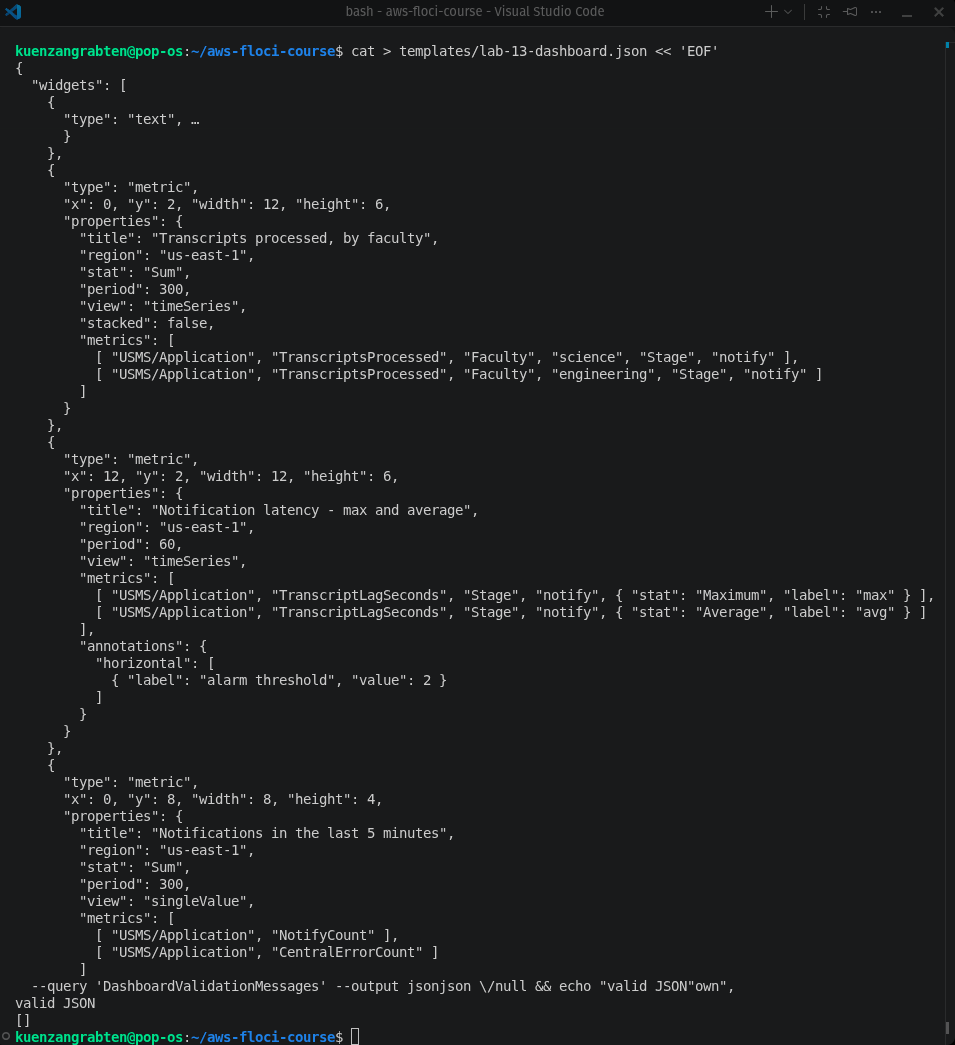 bash - aws-floci-course - Visual Studio Code
kuenzangrabten@pop-os:~/aws-floci-course$ cat > templates/lab-13-dashboard.json << 'EOF'
{
  "widgets": [
    {
      "type": "text", …
      }
    },
    {
      "type": "metric",
      "x": 0, "y": 2, "width": 12, "height": 6,
      "properties": {
        "title": "Transcripts processed, by faculty",
        "region": "us-east-1",
        "stat": "Sum",
        "period": 300,
        "view": "timeSeries",
        "stacked": false,
        "metrics": [
          [ "USMS/Application", "TranscriptsProcessed", "Faculty", "science", "Stage", "notify" ],
          [ "USMS/Application", "TranscriptsProcessed", "Faculty", "engineering", "Stage", "notify" ]
        ]
      }
    },
    {
      "type": "metric",
      "x": 12, "y": 2, "width": 12, "height": 6,
      "properties": {
        "title": "Notification latency - max and average",
        "region": "us-east-1",
        "period": 60,
        "view": "timeSeries",
        "metrics": [
          [ "USMS/Application", "TranscriptLagSeconds", "Stage", "notify", { "stat": "Maximum", "label": "max" } ],
          [ "USMS/Application", "TranscriptLagSeconds", "Stage", "notify", { "stat": "Average", "label": "avg" } ]
        ],
        "annotations": {
          "horizontal": [
            { "label": "alarm threshold", "value": 2 }
          ]
        }
      }
    },
    {
      "type": "metric",
      "x": 0, "y": 8, "width": 8, "height": 4,
      "properties": {
        "title": "Notifications in the last 5 minutes",
        "region": "us-east-1",
        "stat": "Sum",
        "period": 300,
        "view": "singleValue",
        "metrics": [
          [ "USMS/Application", "NotifyCount" ],
          [ "USMS/Application", "CentralErrorCount" ]
        ]
  --query 'DashboardValidationMessages' --output jsonjson \/null && echo "valid JSON"own",
valid JSON
[]
kuenzangrabten@pop-os:~/aws-floci-course$